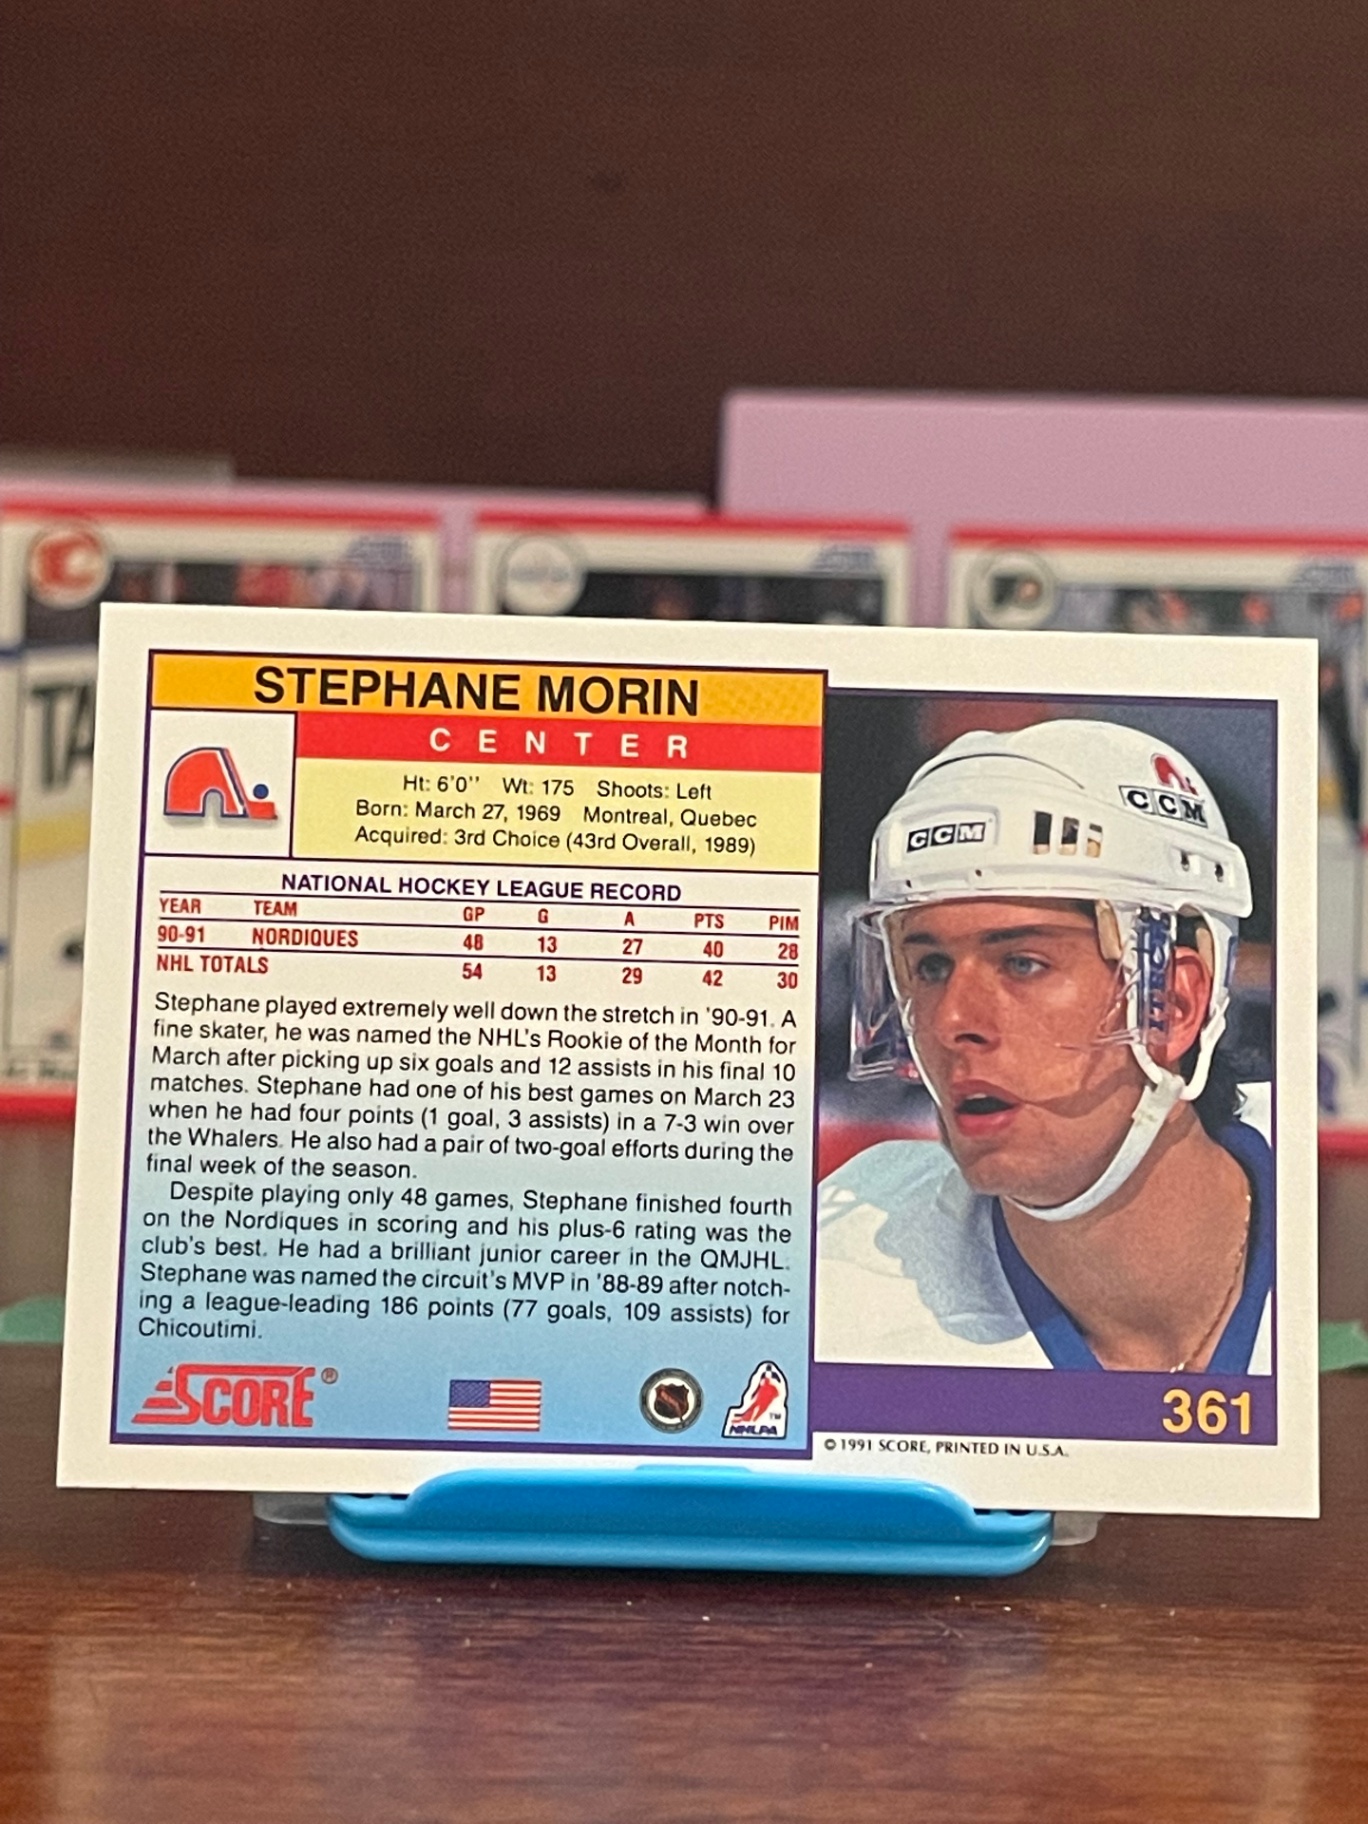 TA
STEPHANE MORIN
CENTER
Ht: 6'0'' Wt: 175 Shoots: Left
Born: March 27, 1969 Montreal, Quebec
Acquired: 3rd Choice (43rd Overall, 1989)
NATIONAL HOCKEY LEAGUE RECORD
YEAR TEAM GP G A PTS PIM
90-91 NORDIQUES 48 13 27 40 28
NHL TOTALS 54 13 29 42 30
Stephane played extremely well down the stretch in '90-91. A
fine skater, he was named the NHL's Rookie of the Month for
March after picking up six goals and 12 assists in his final 10
matches. Stephane had one of his best games on March 23
when he had four points (1 goal, 3 assists) in a 7-3 win over
the Whalers. He also had a pair of two-goal efforts during the
final week of the season.
Despite playing only 48 games, Stephane finished fourth
on the Nordiques in scoring and his plus-6 rating was the
club's best. He had a brilliant junior career in the QMJHL.
Stephane was named the circuit's MVP in '88-89 after notch-
ing a league-leading 186 points (77 goals, 109 assists) for
Chicoutimi.
SCORE®
NHLPA TM
CCM
CCM
ITECH
361
© 1991 SCORE, PRINTED IN U.S.A.